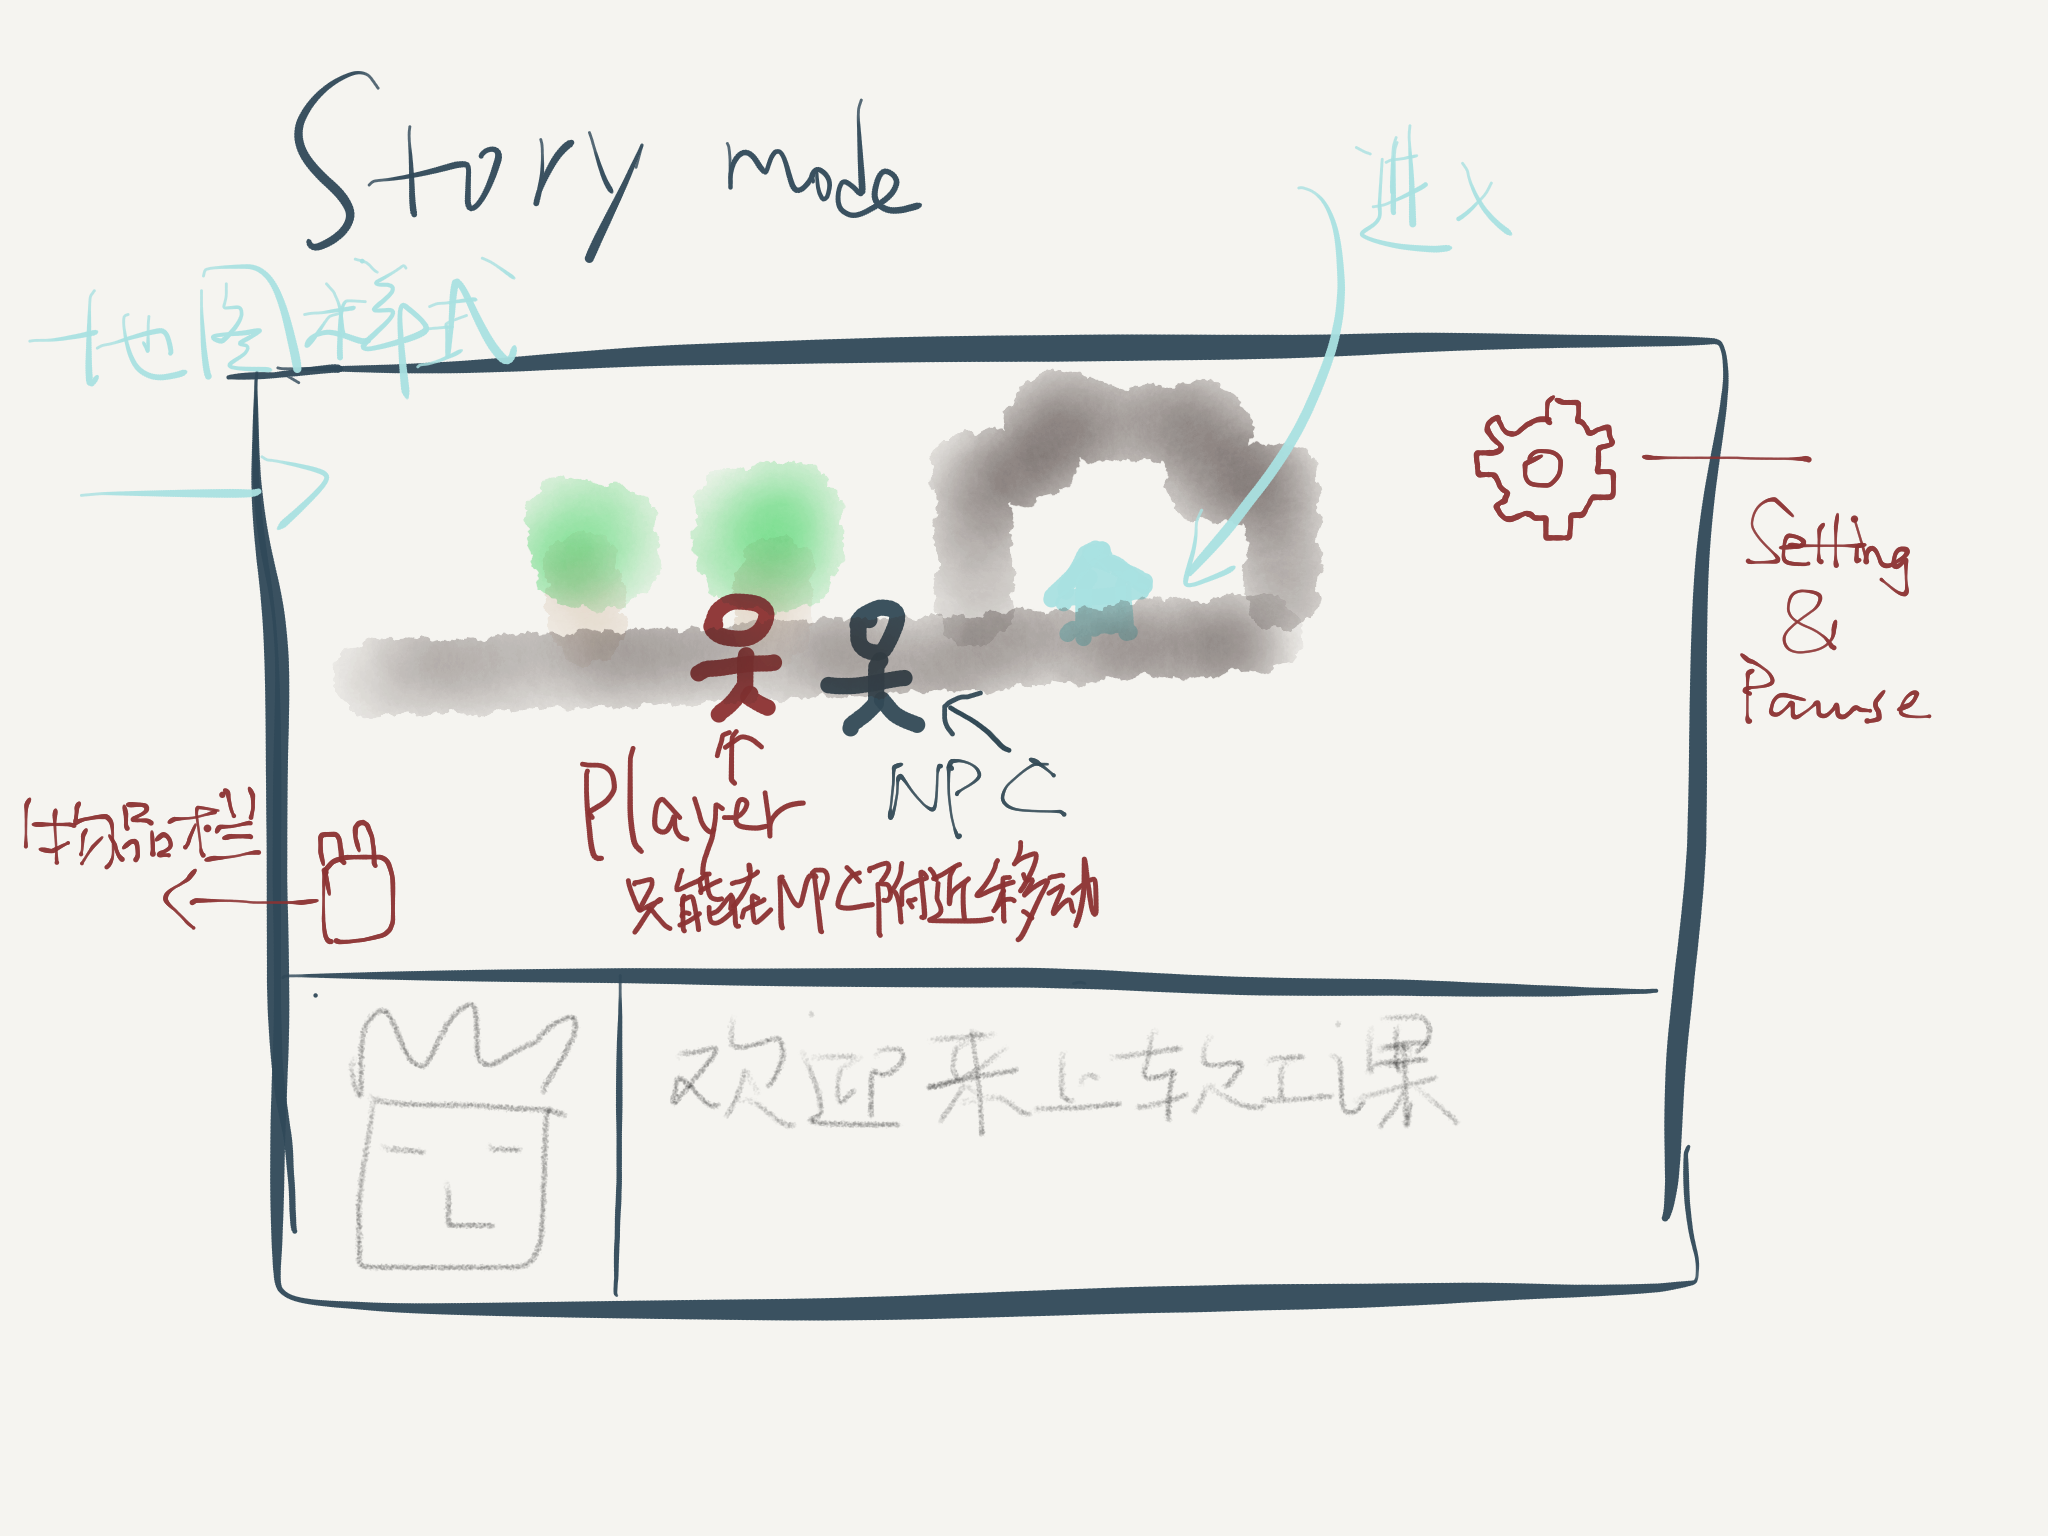 Story mode
进入
地图样式
Setting
&
Pause
Player
NPC
物品栏
只能在NPC附近移动
欢迎来上软工课